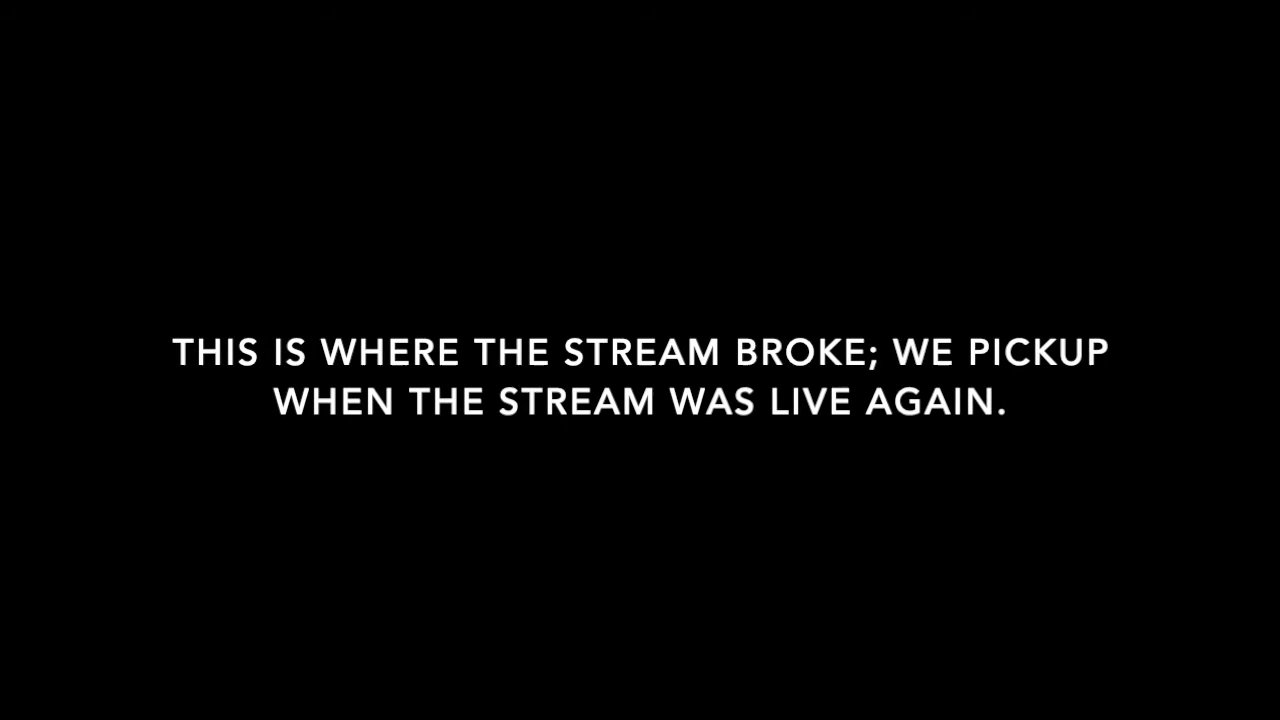 THIS IS WHERE THE STREAM BROKE; WE PICKUP
WHEN THE STREAM WAS LIVE AGAIN.